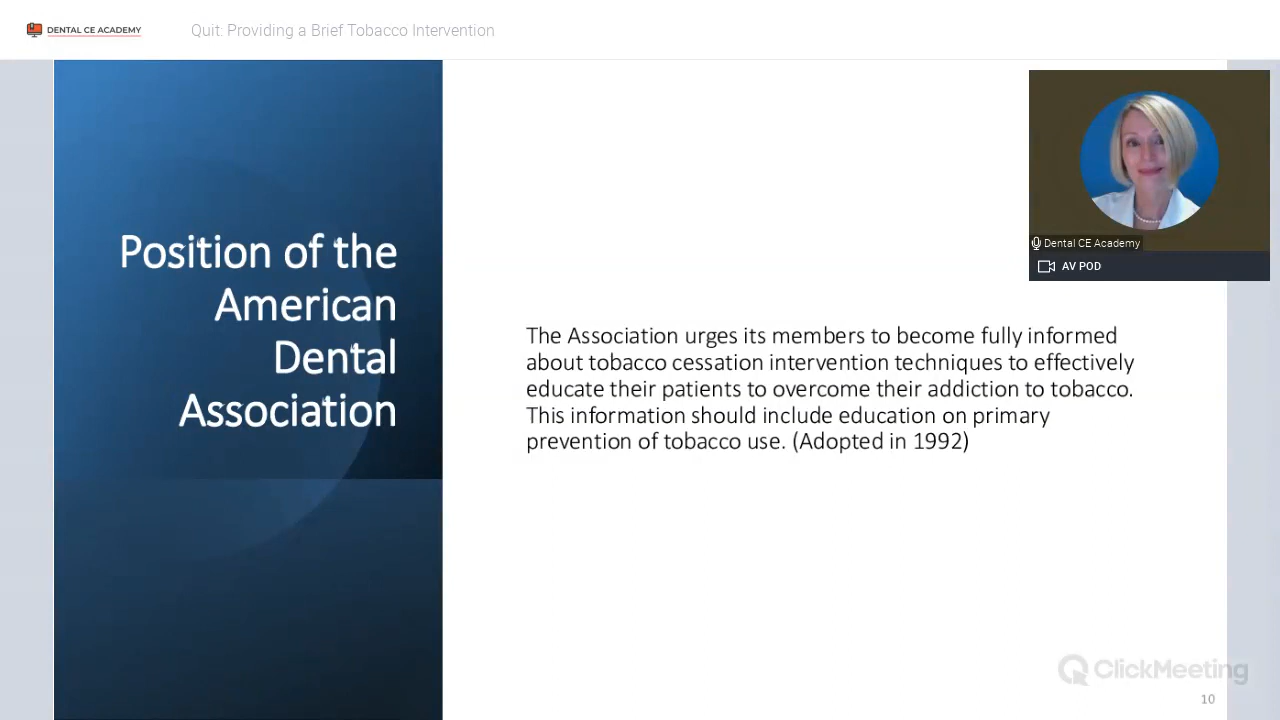 DENTAL CE ACADEMY
Quit: Providing a Brief Tobacco Intervention
Position of the
American
Dental
Association
The Association urges its members to become fully informed
about tobacco cessation intervention techniques to effectively
educate their patients to overcome their addiction to tobacco.
This information should include education on primary
prevention of tobacco use. (Adopted in 1992)
Dental CE Academy
AV POD
ClickMeeting
10